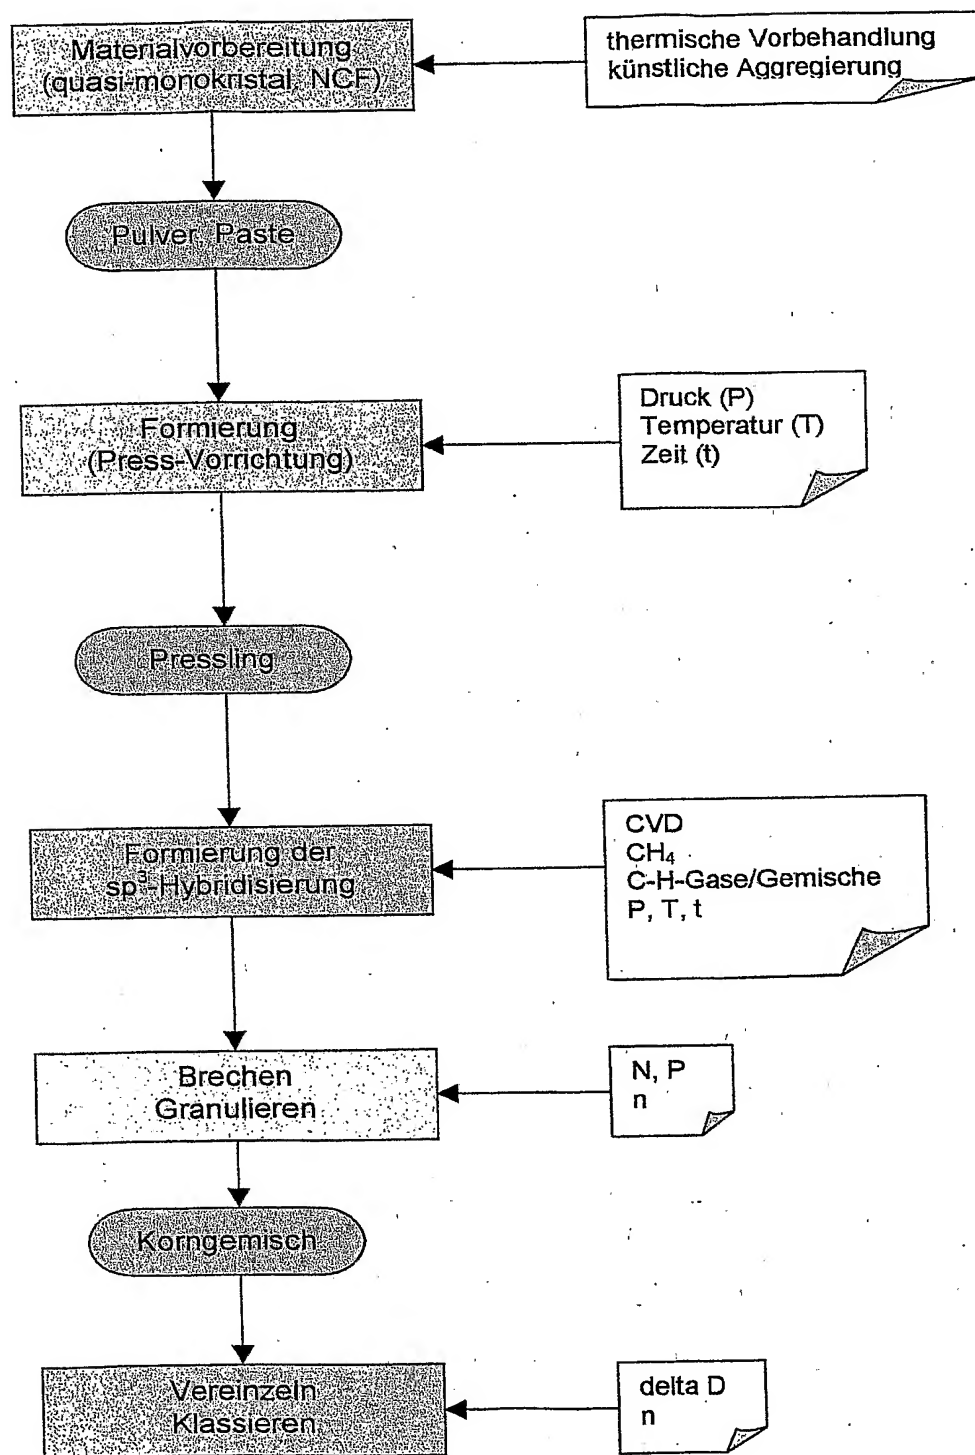 Materialvorbereitung
(quasi-monokristal, NCF)
thermische Vorbehandlung
künstliche Aggregierung
Pulver, Paste
Formierung
(Press-Vorrichtung)
Druck (P)
Temperatur (T)
Zeit (t)
Pressling
Formierung der
sp³-Hybridisierung
CVD
CH₄
C-H-Gase/Gemische
P, T, t
Brechen
Granulieren
N, P
n
Korngemisch
Vereinzeln
Klassieren
delta D
n